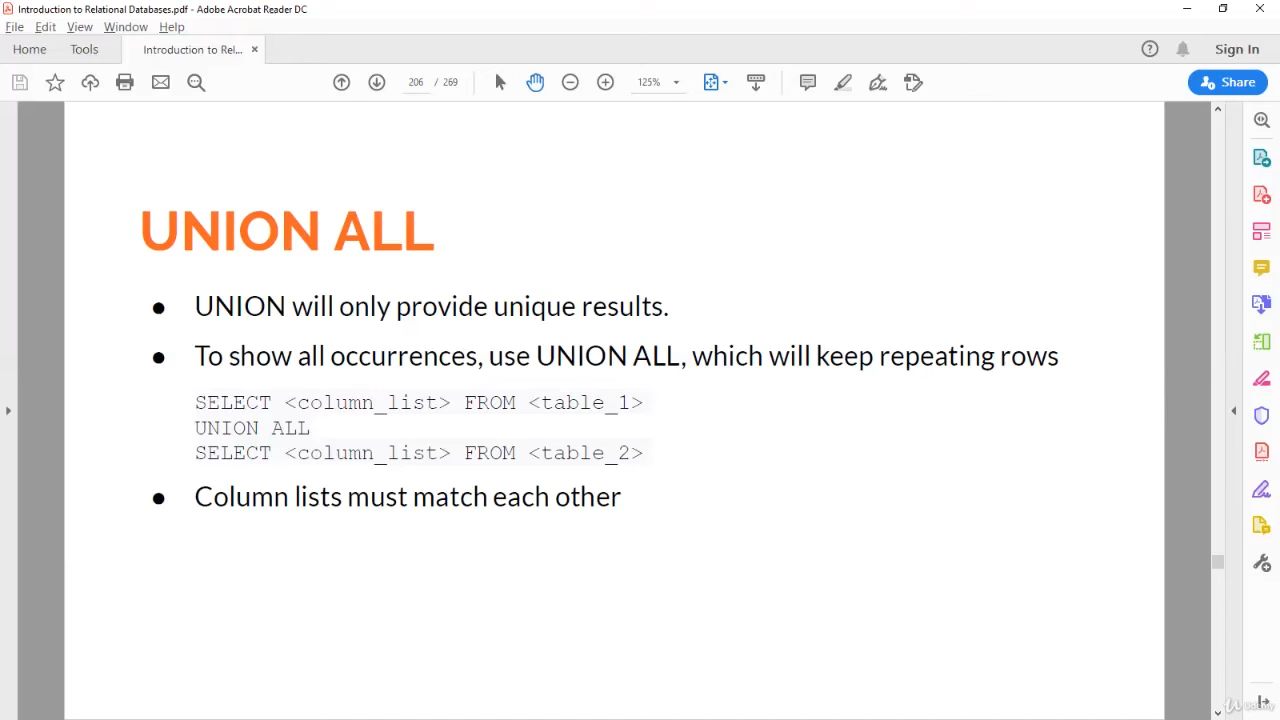 Introduction to Relational Databases.pdf - Adobe Acrobat Reader DC
File Edit View Window Help
Home Tools Introduction to Rel... × Sign In
206 / 269 125% Share
UNION ALL
● UNION will only provide unique results.
● To show all occurrences, use UNION ALL, which will keep repeating rows
SELECT <column_list> FROM <table_1>
UNION ALL
SELECT <column_list> FROM <table_2>
● Column lists must match each other
Udemy